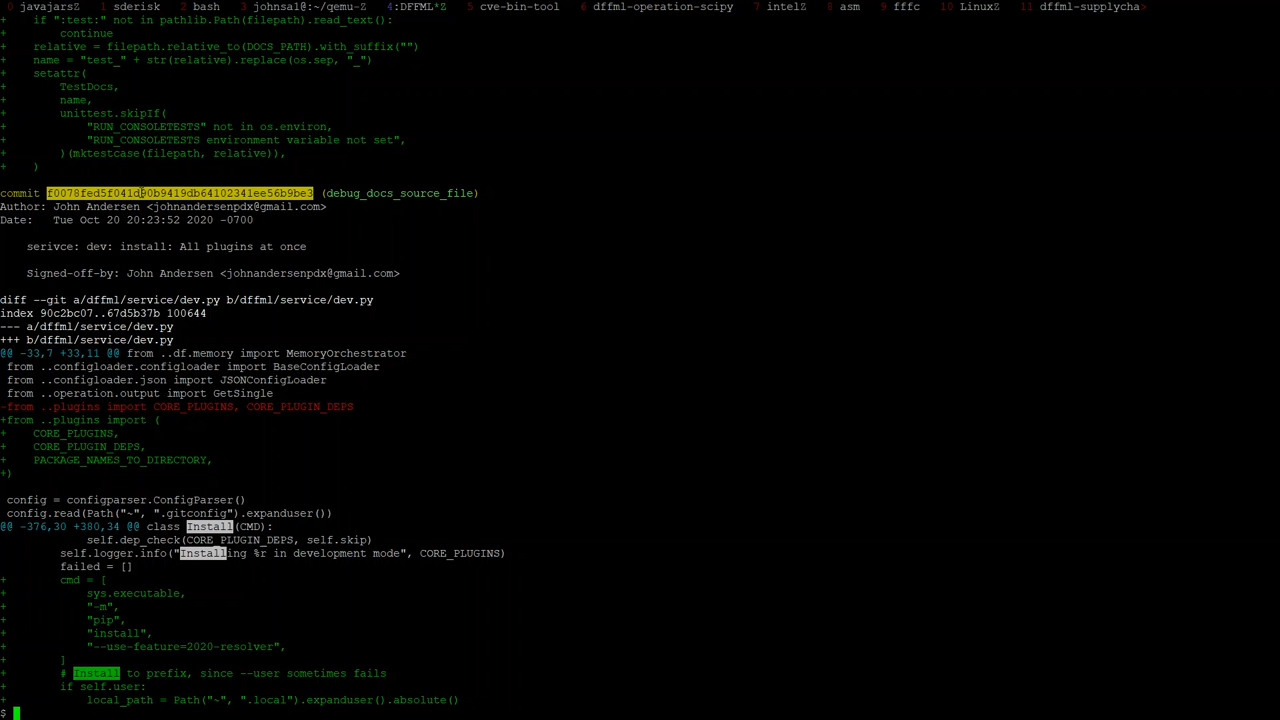 0 javajarsZ 1 sderisk 2 bash 3 johnsal@:~/qemu-Z 4:DFFML*Z 5 cve-bin-tool 6 dffml-operation-scipy 7 intelZ 8 asm 9 fffc 10 LinuxZ 11 dffml-supplycha>
+    if ":test:" not in pathlib.Path(filepath).read_text():
+        continue
+    relative = filepath.relative_to(DOCS_PATH).with_suffix("")
+    name = "test_" + str(relative).replace(os.sep, "_")
+    setattr(
+        TestDocs,
+        name,
+        unittest.skipIf(
+            "RUN_CONSOLETESTS" not in os.environ,
+            "RUN_CONSOLETESTS environment variable not set",
+        )(mktestcase(filepath, relative)),
+    )
commit f0078fed5f041d90b9419db64102341ee56b9be3 (debug_docs_source_file)
Author: John Andersen <johnandersenpdx@gmail.com>
Date:   Tue Oct 20 20:23:52 2020 -0700
    serivce: dev: install: All plugins at once
    Signed-off-by: John Andersen <johnandersenpdx@gmail.com>
diff --git a/dffml/service/dev.py b/dffml/service/dev.py
index 90c2bc07..67d5b37b 100644
--- a/dffml/service/dev.py
+++ b/dffml/service/dev.py
@@ -33,7 +33,11 @@ from ..df.memory import MemoryOrchestrator
 from ..configloader.configloader import BaseConfigLoader
 from ..configloader.json import JSONConfigLoader
 from ..operation.output import GetSingle
-from ..plugins import CORE_PLUGINS, CORE_PLUGIN_DEPS
+from ..plugins import (
+    CORE_PLUGINS,
+    CORE_PLUGIN_DEPS,
+    PACKAGE_NAMES_TO_DIRECTORY,
+)
 config = configparser.ConfigParser()
 config.read(Path("~", ".gitconfig").expanduser())
@@ -376,30 +380,34 @@ class Install(CMD):
             self.dep_check(CORE_PLUGIN_DEPS, self.skip)
         self.logger.info("Installing %r in development mode", CORE_PLUGINS)
         failed = []
+        cmd = [
+            sys.executable,
+            "-m",
+            "pip",
+            "install",
+            "--use-feature=2020-resolver",
+        ]
+        # Install to prefix, since --user sometimes fails
+        if self.user:
+            local_path = Path("~", ".local").expanduser().absolute()
$